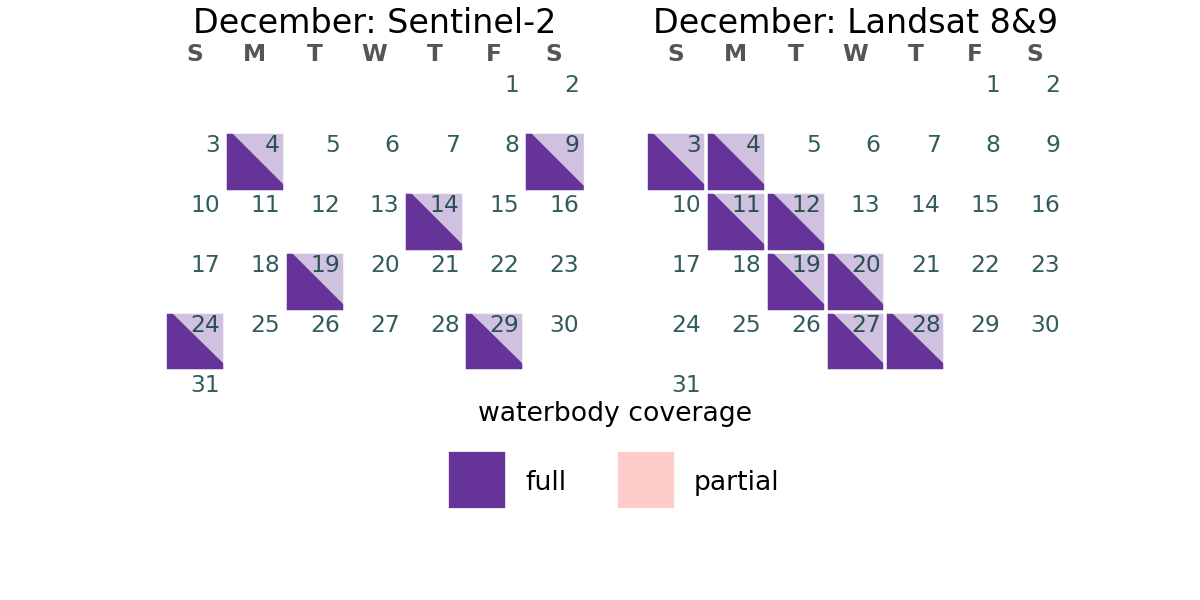 December: Sentinel-2
S M T W T F S
1 2
3 4 5 6 7 8 9
10 11 12 13 14 15 16
17 18 19 20 21 22 23
24 25 26 27 28 29 30
31
December: Landsat 8&9
S M T W T F S
1 2
3 4 5 6 7 8 9
10 11 12 13 14 15 16
17 18 19 20 21 22 23
24 25 26 27 28 29 30
31
waterbody coverage
full partial